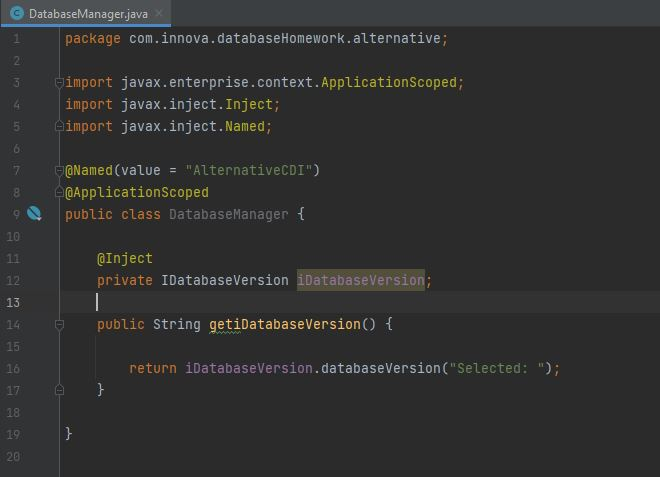 DatabaseManager.java
1 package com.innova.databaseHomework.alternative;
2
3 import javax.enterprise.context.ApplicationScoped;
4 import javax.inject.Inject;
5 import javax.inject.Named;
6
7 @Named(value = "AlternativeCDI")
8 @ApplicationScoped
9 public class DatabaseManager {
10
11 @Inject
12 private IDatabaseVersion iDatabaseVersion;
13
14 public String getiDatabaseVersion() {
15
16 return iDatabaseVersion.databaseVersion("Selected: ");
17 }
18
19 }
20